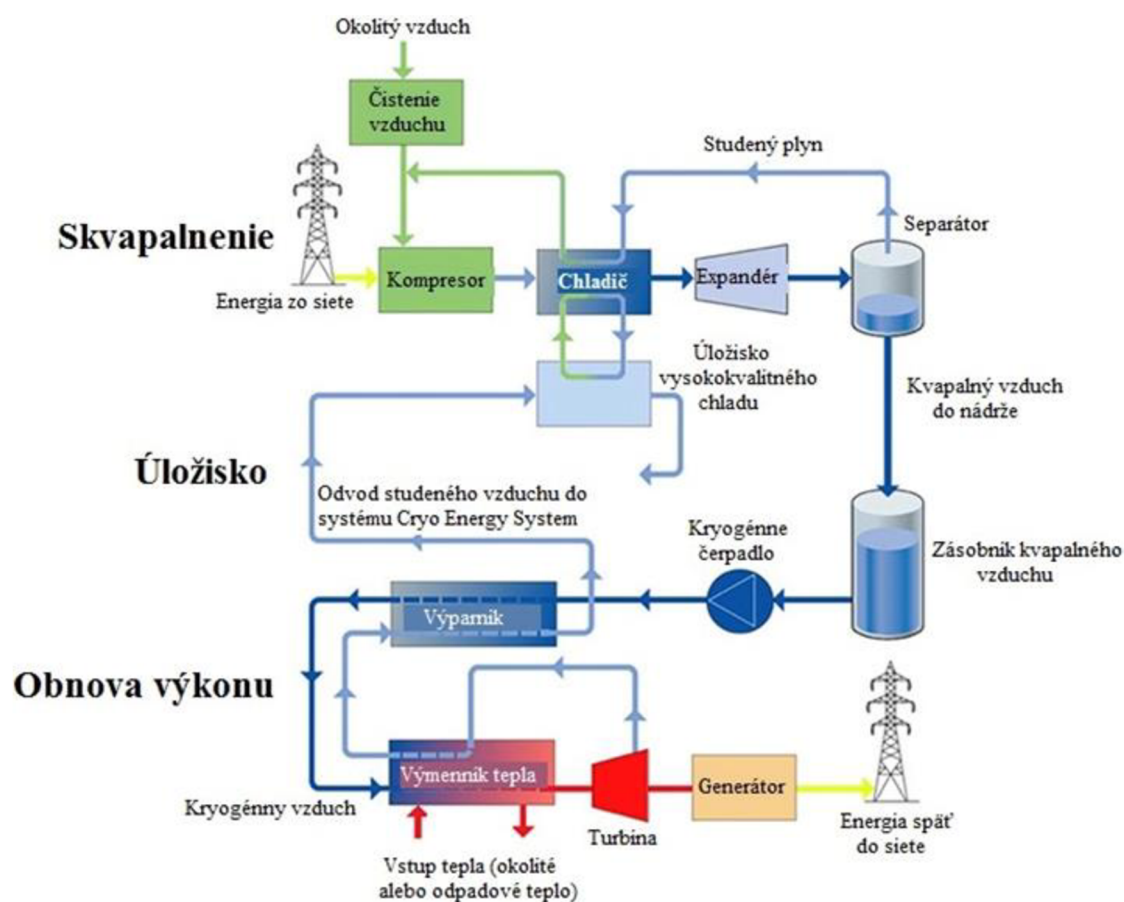 Okolitý vzduch
Čistenie
vzduchu
Studený plyn
Separátor
Skvapalnenie
Kompresor
Chladič
Expandér
Energia zo siete
Úložisko
vysokokvalitného
chladu
Kvapalný vzduch
do nádrže
Úložisko
Odvod studeného vzduchu do
systému Cryo Energy System
Kryogénne
čerpadlo
Zásobník kvapalného
vzduchu
Výparník
Obnova výkonu
Výmenník tepla
Generátor
Kryogénny vzduch
Turbína
Energia späť
do siete
Vstup tepla (okolité
alebo odpadové teplo)